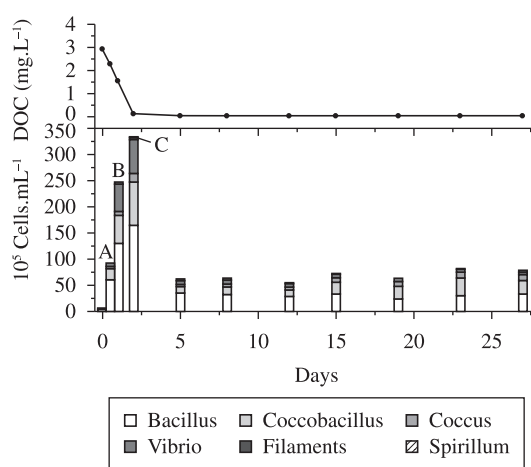 4
3
2
1
0
DOC (mg.L⁻¹)
350
300
250
200
150
100
50
0
10⁵ Cells.mL⁻¹
A
B
C
0 5 10 15 20 25
Days
Bacillus Coccobacillus Coccus
Vibrio Filaments Spirillum